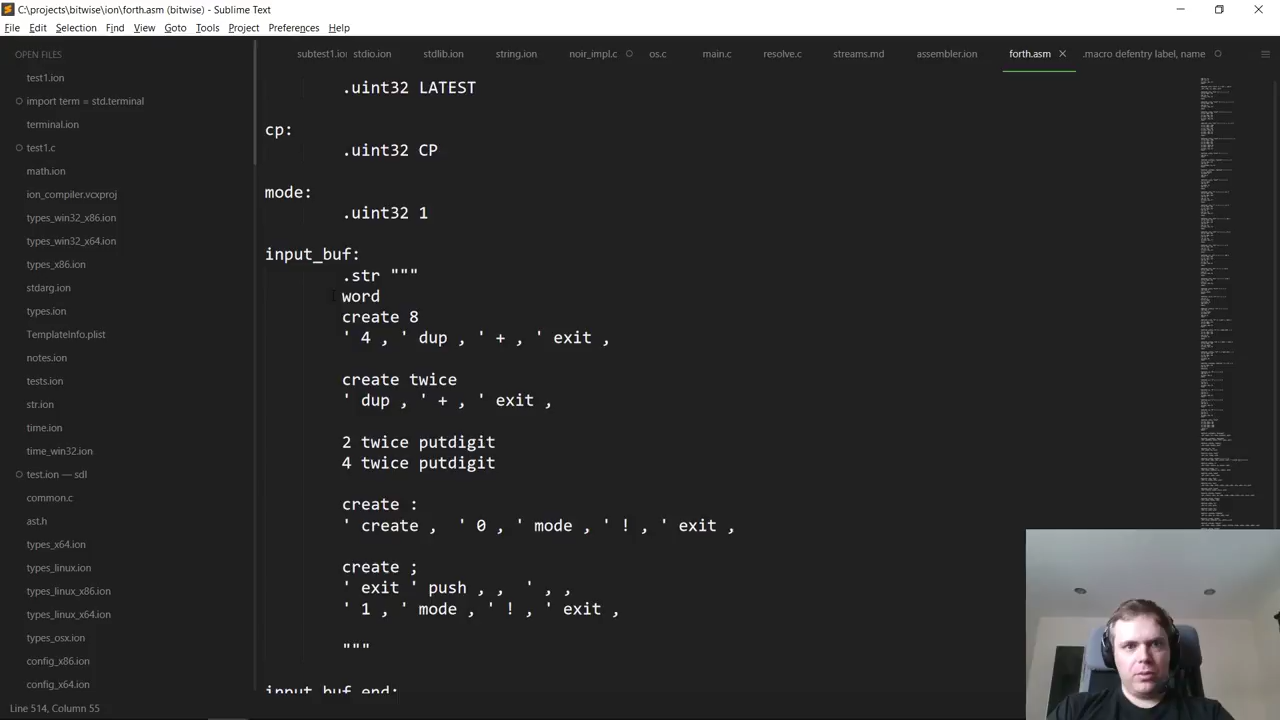 C:\projects\bitwise\ion\forth.asm (bitwise) - Sublime Text
File Edit Selection Find View Goto Tools Project Preferences Help
OPEN FILES
subtest1.ion stdio.ion stdlib.ion string.ion noir_impl.c os.c main.c resolve.c streams.md assembler.ion forth.asm .macro defentry label, name
test1.ion
import term = std.terminal
terminal.ion
test1.c
math.ion
ion_compiler.vcxproj
types_win32_x86.ion
types_win32_x64.ion
types_x86.ion
stdarg.ion
types.ion
TemplateInfo.plist
notes.ion
tests.ion
str.ion
time.ion
time_win32.ion
test.ion — sdl
common.c
ast.h
types_x64.ion
types_linux.ion
types_linux_x86.ion
types_linux_x64.ion
types_osx.ion
config_x86.ion
config_x64.ion
.uint32 LATEST
cp:
.uint32 CP
mode:
.uint32 1
input_buf:
.str """
word
create 8
' 4 , ' dup , ' + , ' exit ,
create twice
' dup , ' + , ' exit ,
2 twice putdigit
4 twice putdigit
create :
' create ,  ' 0 , ' mode , ' ! , ' exit ,
create ;
' exit ' push , ,  ' , ,
' 1 , ' mode , ' ! , ' exit ,
"""
input_buf_end:
Line 514, Column 55